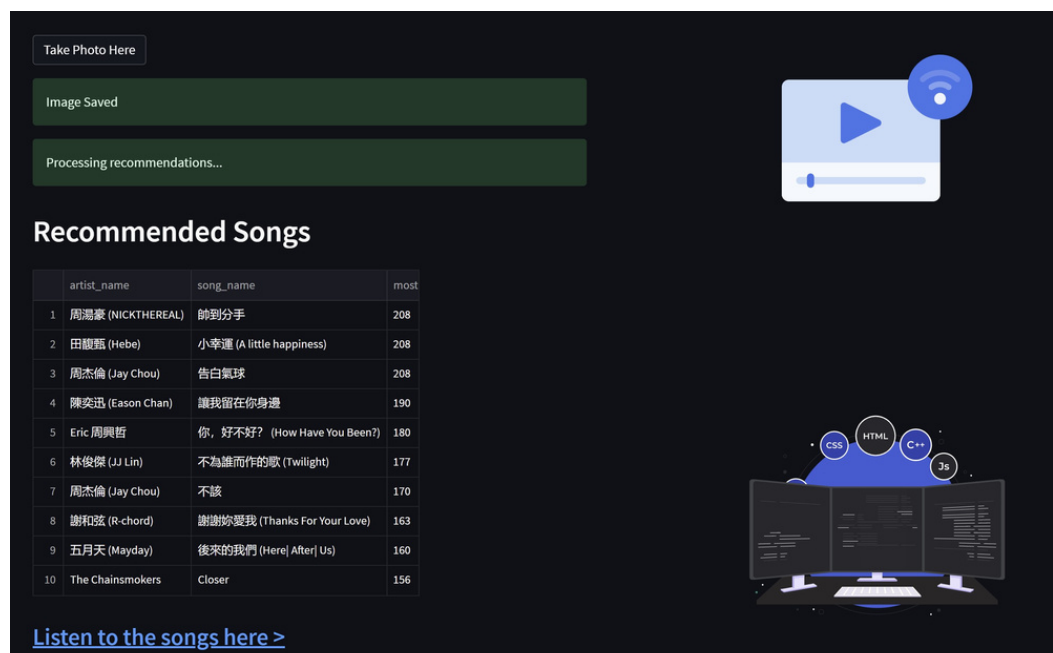 Take Photo Here
Image Saved
Processing recommendations...
Recommended Songs
artist_name song_name most
1 周湯豪 (NICKTHEREAL) 帥到分手 208
2 田馥甄 (Hebe) 小幸運 (A little happiness) 208
3 周杰倫 (Jay Chou) 告白氣球 208
4 陳奕迅 (Eason Chan) 讓我留在你身邊 190
5 Eric 周興哲 你，好不好？ (How Have You Been?) 180
6 林俊傑 (JJ Lin) 不為誰而作的歌 (Twilight) 177
7 周杰倫 (Jay Chou) 不該 170
8 謝和弦 (R-chord) 謝謝妳愛我 (Thanks For Your Love) 163
9 五月天 (Mayday) 後來的我們 (Here| After| Us) 160
10 The Chainsmokers Closer 156
Listen to the songs here >
CSS
HTML
C++
Js